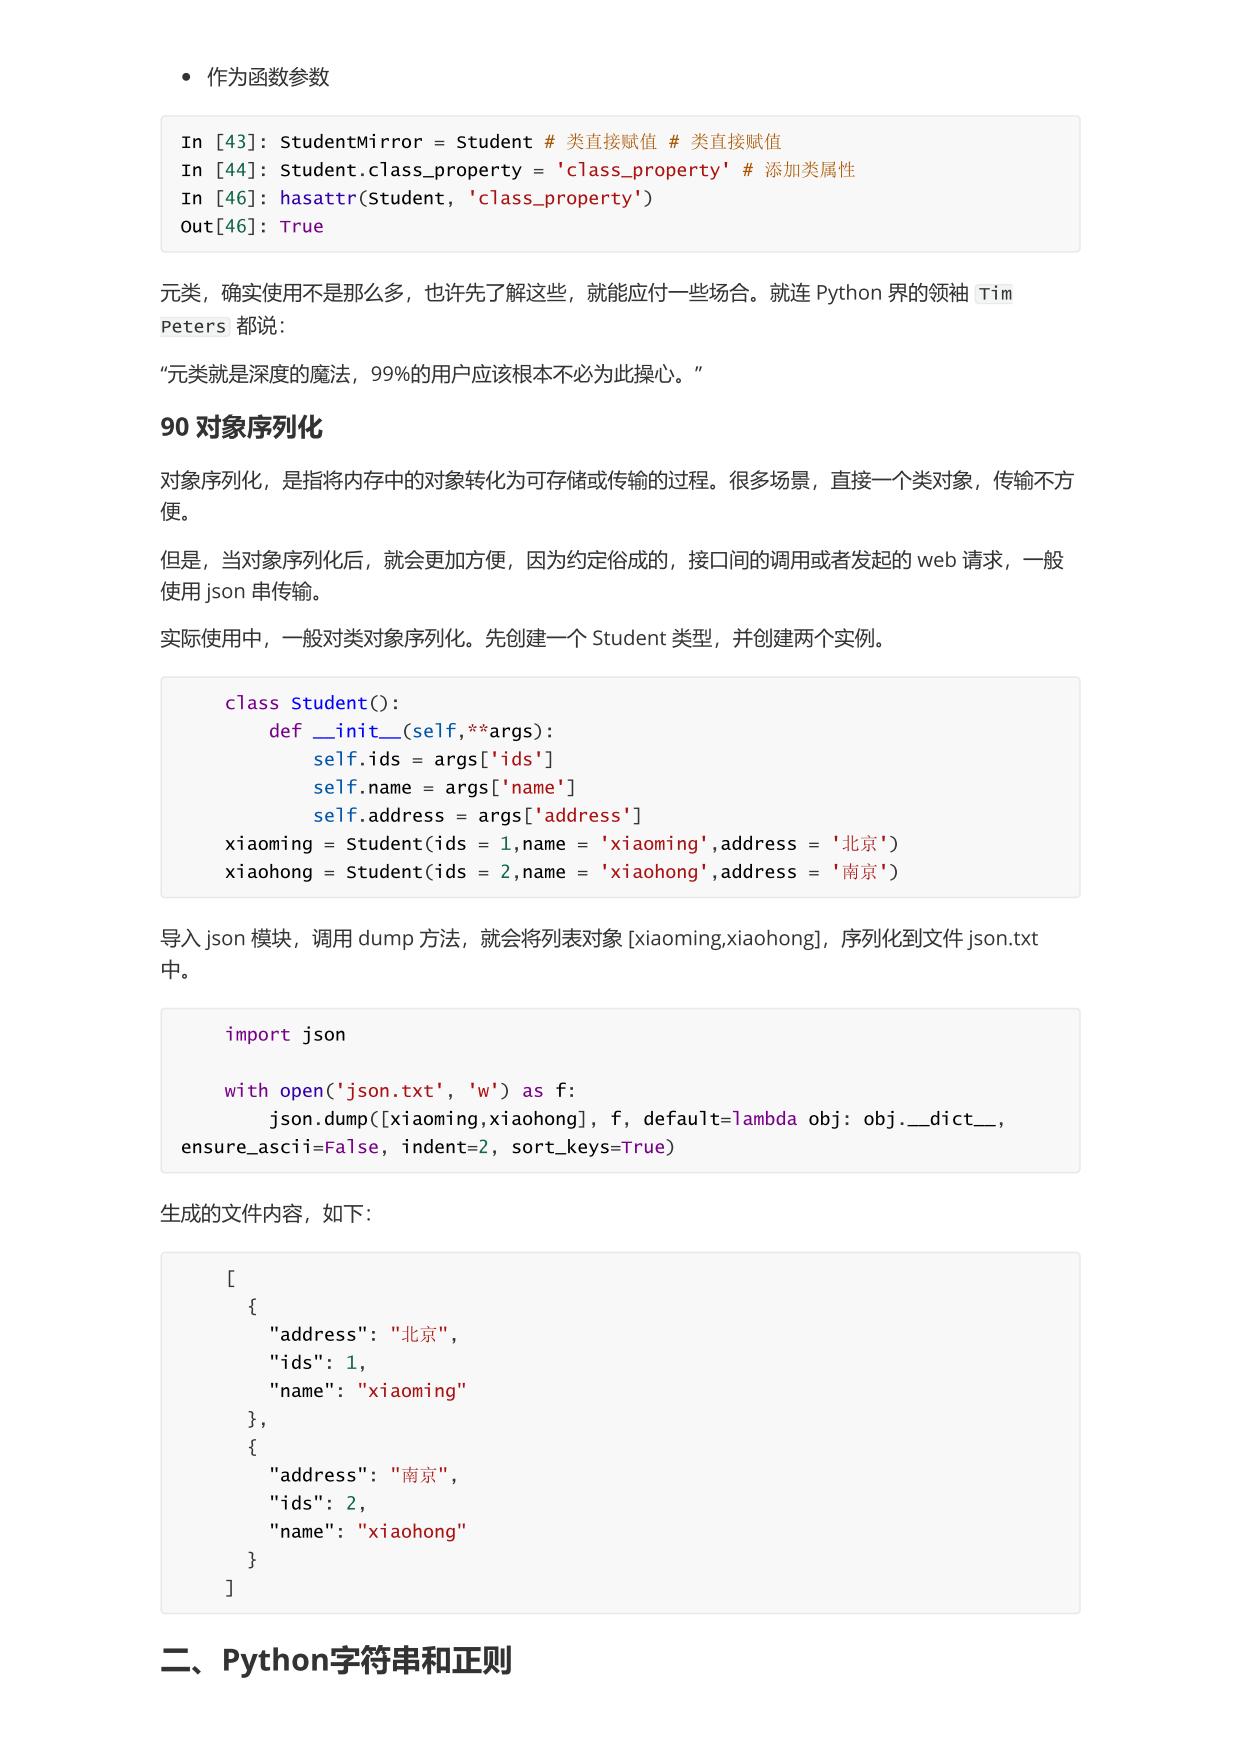 作为函数参数
In [43]: StudentMirror = Student # 类直接赋值 # 类直接赋值
In [44]: Student.class_property = 'class_property' # 添加类属性
In [46]: hasattr(Student, 'class_property')
Out[46]: True
元类，确实使用不是那么多，也许先了解这些，就能应付一些场合。就连 Python 界的领袖 Tim
Peters 都说：
“元类就是深度的魔法，99%的用户应该根本不必为此操心。”
90 对象序列化
对象序列化，是指将内存中的对象转化为可存储或传输的过程。很多场景，直接一个类对象，传输不方
便。
但是，当对象序列化后，就会更加方便，因为约定俗成的，接口间的调用或者发起的 web 请求，一般
使用 json 串传输。
实际使用中，一般对类对象序列化。先创建一个 Student 类型，并创建两个实例。
class Student():
def __init__(self,**args):
self.ids = args['ids']
self.name = args['name']
self.address = args['address']
xiaoming = Student(ids = 1,name = 'xiaoming',address = '北京')
xiaohong = Student(ids = 2,name = 'xiaohong',address = '南京')
导入 json 模块，调用 dump 方法，就会将列表对象 [xiaoming,xiaohong]，序列化到文件 json.txt
中。
import json
with open('json.txt', 'w') as f:
json.dump([xiaoming,xiaohong], f, default=lambda obj: obj.__dict__,
ensure_ascii=False, indent=2, sort_keys=True)
生成的文件内容，如下：
[
{
"address": "北京",
"ids": 1,
"name": "xiaoming"
},
{
"address": "南京",
"ids": 2,
"name": "xiaohong"
}
]
二、Python字符串和正则